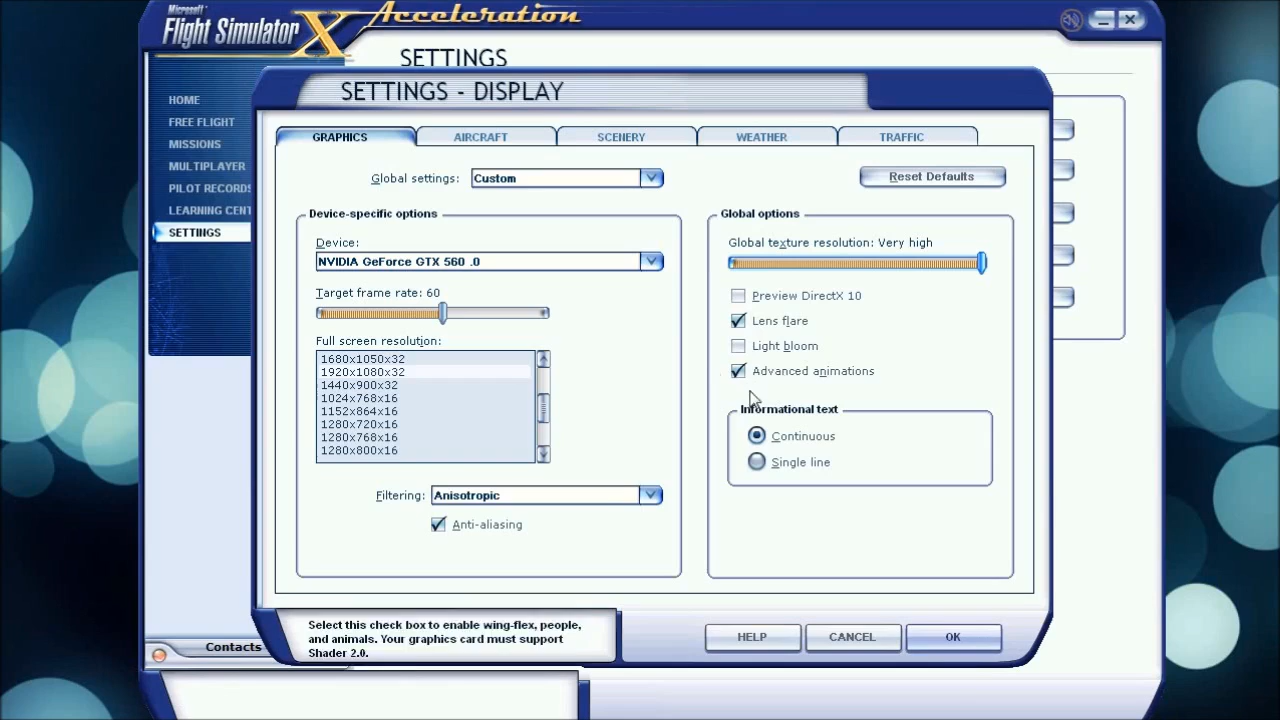 Microsoft
Flight Simulator X
Acceleration
SETTINGS
SETTINGS - DISPLAY
HOME
FREE FLIGHT
MISSIONS
MULTIPLAYER
PILOT RECORDS
LEARNING CENT
SETTINGS
GRAPHICS
AIRCRAFT
SCENERY
WEATHER
TRAFFIC
Global settings: Custom
Reset Defaults
Device-specific options
Device:
NVIDIA GeForce GTX 560 .0
Target frame rate: 60
Full screen resolution:
1680x1050x32
1920x1080x32
1440x900x32
1024x768x16
1152x864x16
1280x720x16
1280x768x16
1280x800x16
Filtering: Anisotropic
Anti-aliasing
Global options
Global texture resolution: Very high
Preview DirectX 10
Lens flare
Light bloom
Advanced animations
Informational text
Continuous
Single line
Select this check box to enable wing-flex, people,
and animals. Your graphics card must support
Shader 2.0.
HELP
CANCEL
OK
Contacts